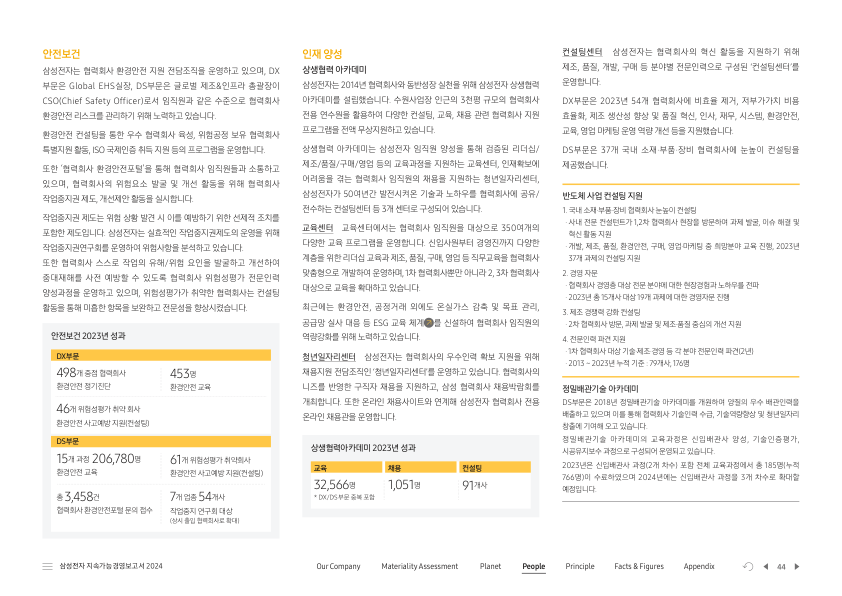 안전보건
삼성전자는 협력회사 환경안전 지원 전담조직을 운영하고 있으며, DX
부문은 Global EHS실장, DS부문은 글로벌 제조&인프라 총괄장이
CSO(Chief Safety Officer)로서 임직원과 같은 수준으로 협력회사
환경안전 리스크를 관리하기 위해 노력하고 있습니다.
환경안전 컨설팅을 통한 우수 협력회사 육성, 위험공정 보유 협력회사
특별지원 활동, ISO 국제인증 취득 지원 등의 프로그램을 운영합니다.
또한 '협력회사 환경안전포털'을 통해 협력회사 임직원들과 소통하고
있으며, 협력회사의 위험요소 발굴 및 개선 활동을 위해 협력회사
작업중지권 제도, 개선제안 활동을 실시합니다.
작업중지권 제도는 위험 상황 발견 시 이를 예방하기 위한 선제적 조치를
포함한 제도입니다. 삼성전자는 실효적인 작업중지권제도의 운영을 위해
작업중지권연구회를 운영하여 위협사항을 분석하고 있습니다.
또한 협력회사 스스로 작업의 유해/위험 요인을 발굴하고 개선하여
중대재해를 사전 예방할 수 있도록 협력회사 위험성평가 전문인력
양성과정을 운영하고 있으며, 위험성평가가 취약한 협력회사는 컨설팅
활동을 통해 미흡한 항목을 보완하고 전문성을 향상시켰습니다.
안전보건 2023년 성과
DX부문
498개 중점 협력회사
환경안전 정기진단
453명
환경안전 교육
46개 위험성평가 취약 회사
환경안전 사고예방 지원(컨설팅)
DS부문
15개 과정 206,780명
환경안전 교육
61개 위험성평가 취약회사
환경안전 사고예방 지원(컨설팅)
총 3,458건
협력회사 환경안전포털 문의 접수
7개 업종 54개사
작업중지 연구회 대상
(상시 출입 협력회사로 확대)
인재 양성
상생협력 아카데미
삼성전자는 2014년 협력회사와 동반성장 실천을 위해 삼성전자 상생협력
아카데미를 설립했습니다. 수원사업장 인근의 3천평 규모의 협력회사
전용 연수원을 활용하여 다양한 컨설팅, 교육, 채용 관련 협력회사 지원
프로그램을 전액 무상지원하고 있습니다.
상생협력 아카데미는 협력회사 임직원 양성을 통해 검증된 리더십/
제조/품질/구매/영업 등의 교육과정을 지원하는 교육센터, 인재확보에
어려움을 겪는 협력회사 임직원의 채용을 지원하는 청년일자리센터,
삼성전자가 50여년간 발전시켜온 기술과 노하우를 협력회사에 공유/
전수하는 컨설팅센터 등 3개 센터로 구성되어 있습니다.
교육센터 교육센터에서는 협력회사 임직원을 대상으로 350여개의
다양한 교육 프로그램을 운영합니다. 신입사원부터 경영진까지 다양한
계층을 위한 리더십 교육과 제조, 품질, 구매, 영업 등 직무교육을 협력회사
맞춤형으로 개발하여 운영하며, 1차 협력회사뿐만 아니라 2, 3차 협력회사
대상으로 교육을 확대하고 있습니다.
최근에는 환경안전, 공정거래 외에도 온실가스 감축 및 목표 관리,
공급망 실사 대응 등 ESG 교육 체계를 신설하여 협력회사 임직원의
역량강화를 위해 노력하고 있습니다.
청년일자리센터 삼성전자는 협력회사의 우수인력 확보 지원을 위해
채용지원 전담조직인 '청년일자리센터'를 운영하고 있습니다. 협력회사의
니즈를 반영한 구직자 채용을 지원하고, 삼성 협력회사 채용박람회를
개최합니다. 또한 온라인 채용사이트와 연계해 삼성전자 협력회사 전용
온라인 채용관을 운영합니다.
상생협력아카데미 2023년 성과
교육
채용
컨설팅
32,566명
1,051명
91개사
* DX/DS부문 중복 포함
컨설팅센터 삼성전자는 협력회사의 혁신 활동을 지원하기 위해
제조, 품질, 개발, 구매 등 분야별 전문인력으로 구성된 '컨설팅센터'를
운영합니다.
DX부문은 2023년 54개 협력회사에 비효율 제거, 저부가가치 비용
효율화, 제조 생산성 향상 및 품질 혁신, 인사, 재무, 시스템, 환경안전,
교육, 영업 마케팅 운영 역량 개선 등을 지원했습니다.
DS부문은 37개 국내 소재·부품·장비 협력회사에 눈높이 컨설팅을
제공했습니다.
반도체 사업 컨설팅 지원
1. 국내 소재·부품·장비 협력회사 눈높이 컨설팅
· 사내 전문 컨설턴트가 1,2차 협력회사 현장을 방문하며 과제 발굴, 이슈 해결 및
혁신 활동 지원
· 개발, 제조, 품질, 환경안전, 구매, 영업·마케팅 중 희망분야 교육 진행, 2023년
37개 과제의 컨설팅 지원
2. 경영 자문
· 협력회사 경영층 대상 전문 분야에 대한 현장경험과 노하우를 전파
· 2023년 총 15개사 대상 19개 과제에 대한 경영자문 진행
3. 제조 경쟁력 강화 컨설팅
· 2차 협력회사 방문, 과제 발굴 및 제조·품질 중심의 개선 지원
4. 전문인력 파견 지원
· 1차 협력회사 대상 기술·제조·경영 등 각 분야 전문인력 파견(2년)
· 2013 ~ 2023년 누적 기준 : 79개사, 176명
정밀배관기술 아카데미
DS부문은 2018년 정밀배관기술 아카데미를 개원하여 양질의 우수 배관인력을
배출하고 있으며 이를 통해 협력회사 기술인력 수급, 기술역량향상 및 청년일자리
창출에 기여해 오고 있습니다.
정밀배관기술 아카데미의 교육과정은 신입배관사 양성, 기술인증평가,
시공유지보수 과정으로 구성되어 운영되고 있습니다.
2023년은 신입배관사 과정(2개 차수) 포함 전체 교육과정에서 총 185명(누적
766명)이 수료하였으며 2024년에는 신입배관사 과정을 3개 차수로 확대할
예정입니다.
삼성전자 지속가능경영보고서 2024
Our Company
Materiality Assessment
Planet
People
Principle
Facts & Figures
Appendix
44